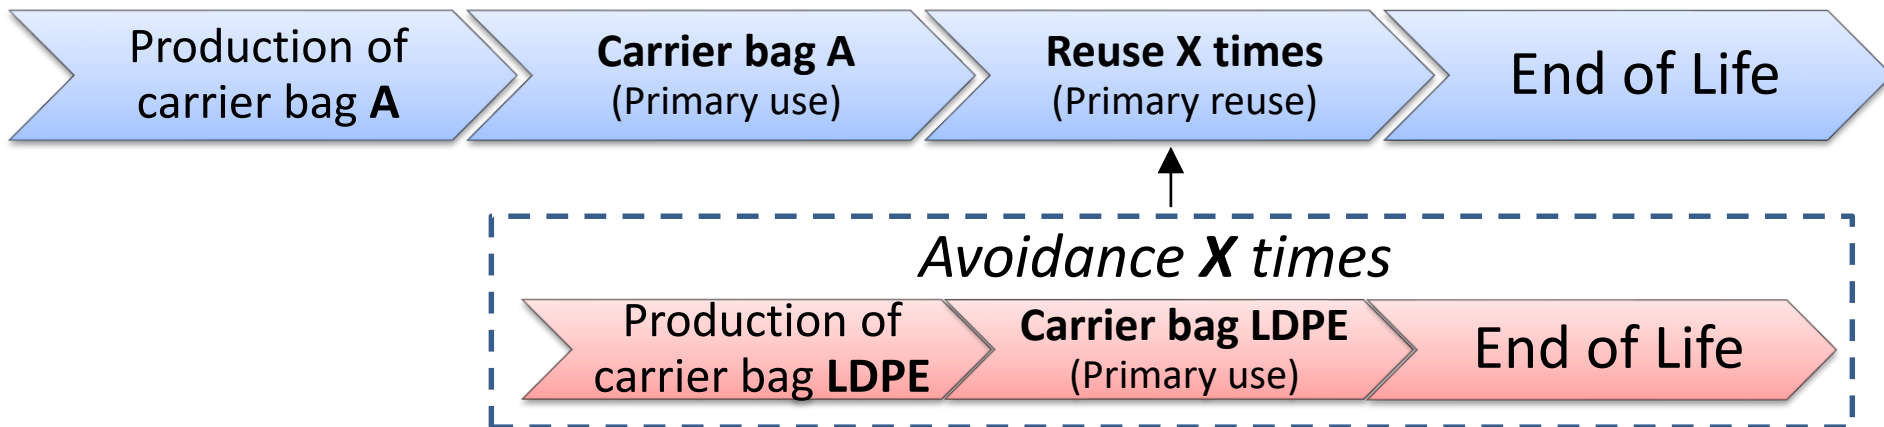 Production of
carrier bag A
Carrier bag A
(Primary use)
Reuse X times
(Primary reuse)
End of Life
Avoidance X times
Production of
carrier bag LDPE
Carrier bag LDPE
(Primary use)
End of Life